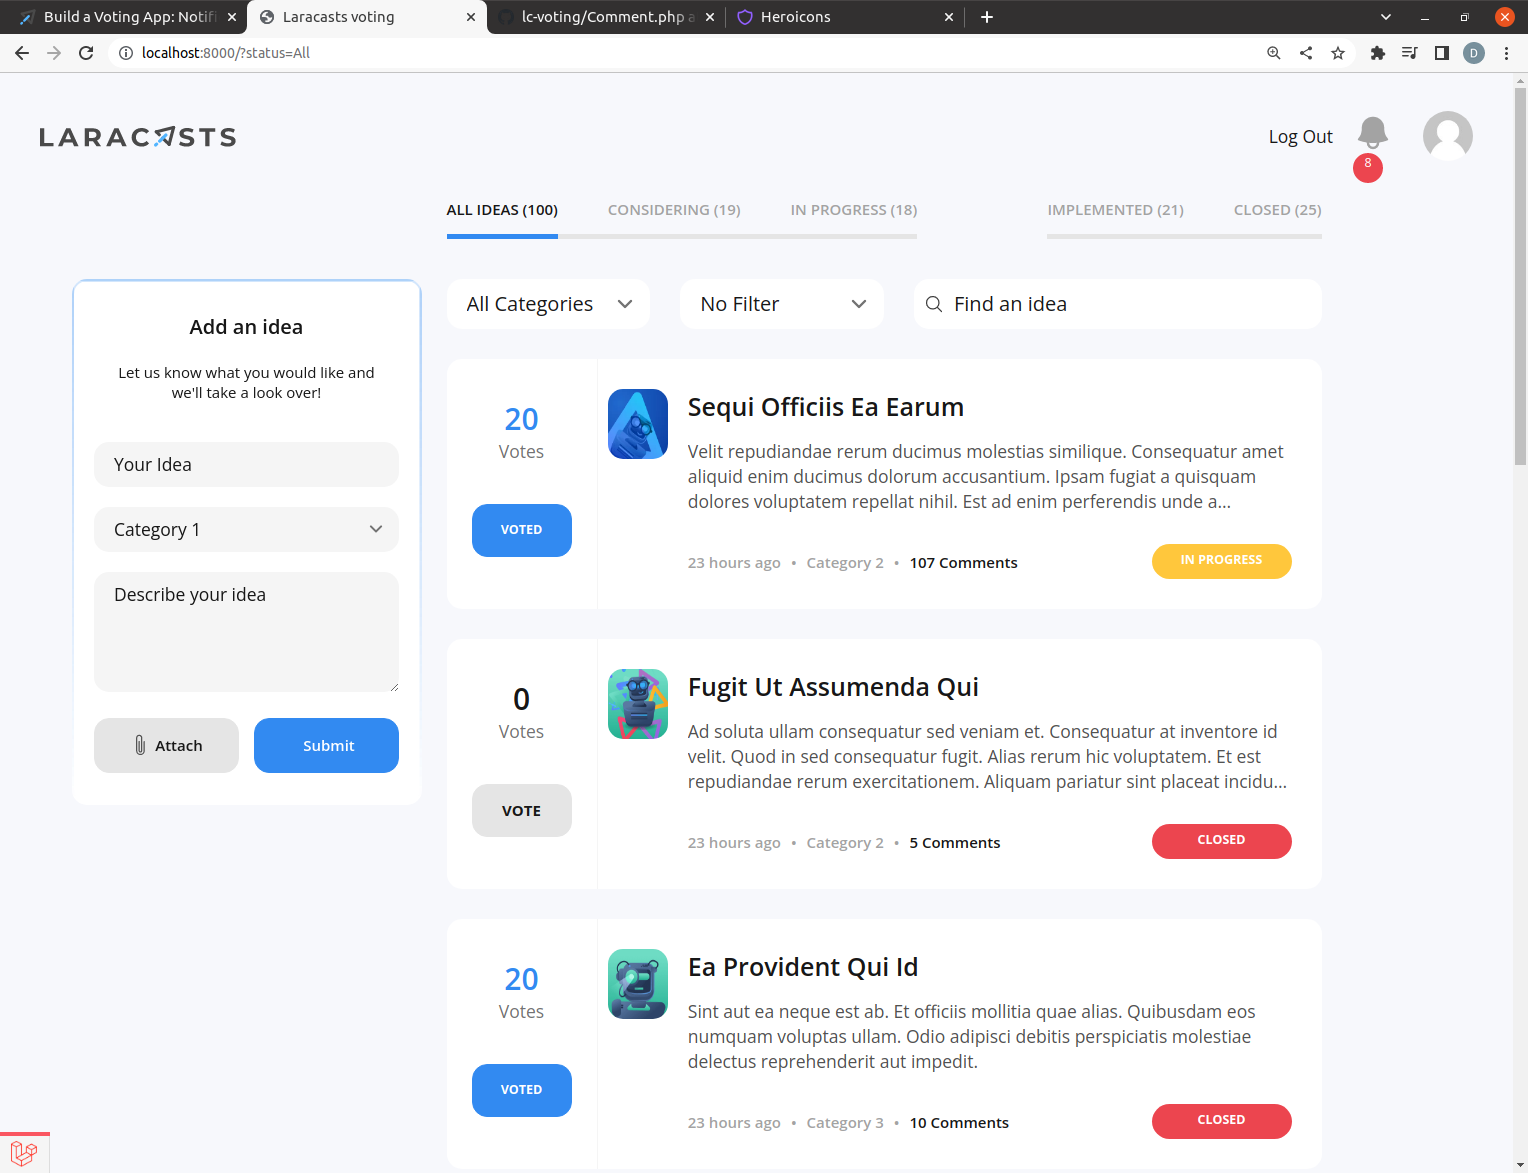 Build a Voting App: Notifi
Laracasts voting
lc-voting/Comment.php a
Heroicons
localhost:8000/?status=All
D
LARACASTS
Log Out
8
ALL IDEAS (100)
CONSIDERING (19)
IN PROGRESS (18)
IMPLEMENTED (21)
CLOSED (25)
Add an idea
Let us know what you would like and
we'll take a look over!
Your Idea
Category 1
Describe your idea
Attach
Submit
All Categories
No Filter
Find an idea
20
Votes
VOTED
Sequi Officiis Ea Earum
Velit repudiandae rerum ducimus molestias similique. Consequatur amet
aliquid enim ducimus dolorum accusantium. Ipsam fugiat a quisquam
dolores voluptatem repellat nihil. Est ad enim perferendis unde a...
23 hours ago • Category 2 • 107 Comments
IN PROGRESS
0
Votes
VOTE
Fugit Ut Assumenda Qui
Ad soluta ullam consequatur sed veniam et. Consequatur at inventore id
velit. Quod in sed consequatur fugit. Alias rerum hic voluptatem. Et est
repudiandae rerum exercitationem. Aliquam pariatur sint placeat incidu...
23 hours ago • Category 2 • 5 Comments
CLOSED
20
Votes
VOTED
Ea Provident Qui Id
Sint aut ea neque est ab. Et officiis mollitia quae alias. Quibusdam eos
numquam voluptas ullam. Odio adipisci debitis perspiciatis molestiae
delectus reprehenderit aut impedit.
23 hours ago • Category 3 • 10 Comments
CLOSED